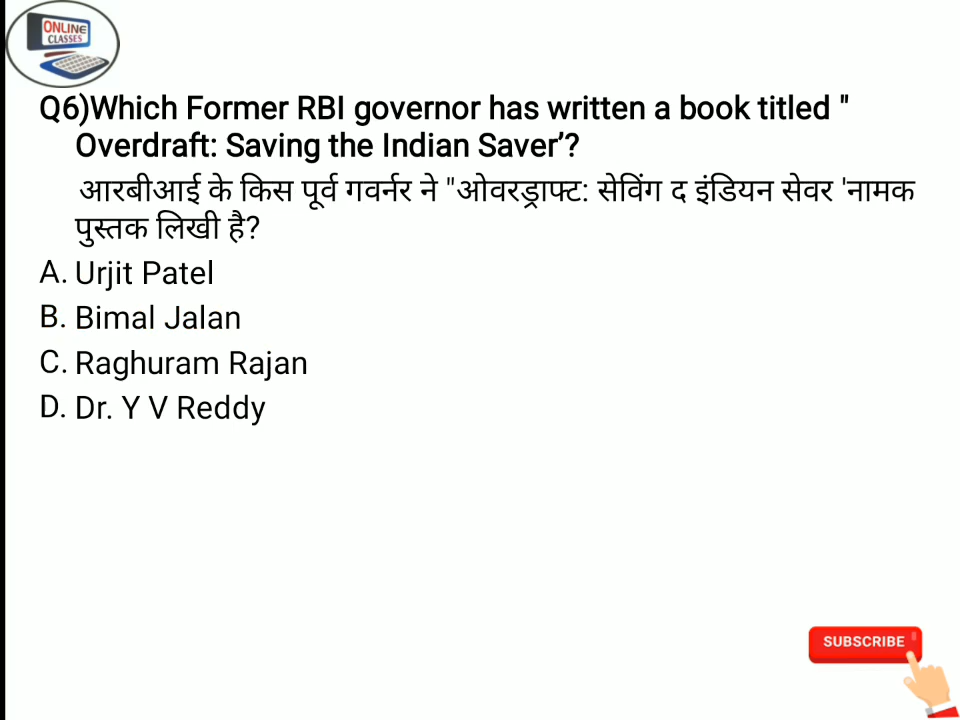 ONLINE
CLASSES
Q6)Which Former RBI governor has written a book titled "
Overdraft: Saving the Indian Saver’?
आरबीआई के किस पूर्व गवर्नर ने "ओवरड्राफ्ट: सेविंग द इंडियन सेवर 'नामक
पुस्तक लिखी है?
A. Urjit Patel
B. Bimal Jalan
C. Raghuram Rajan
D. Dr. Y V Reddy
SUBSCRIBE